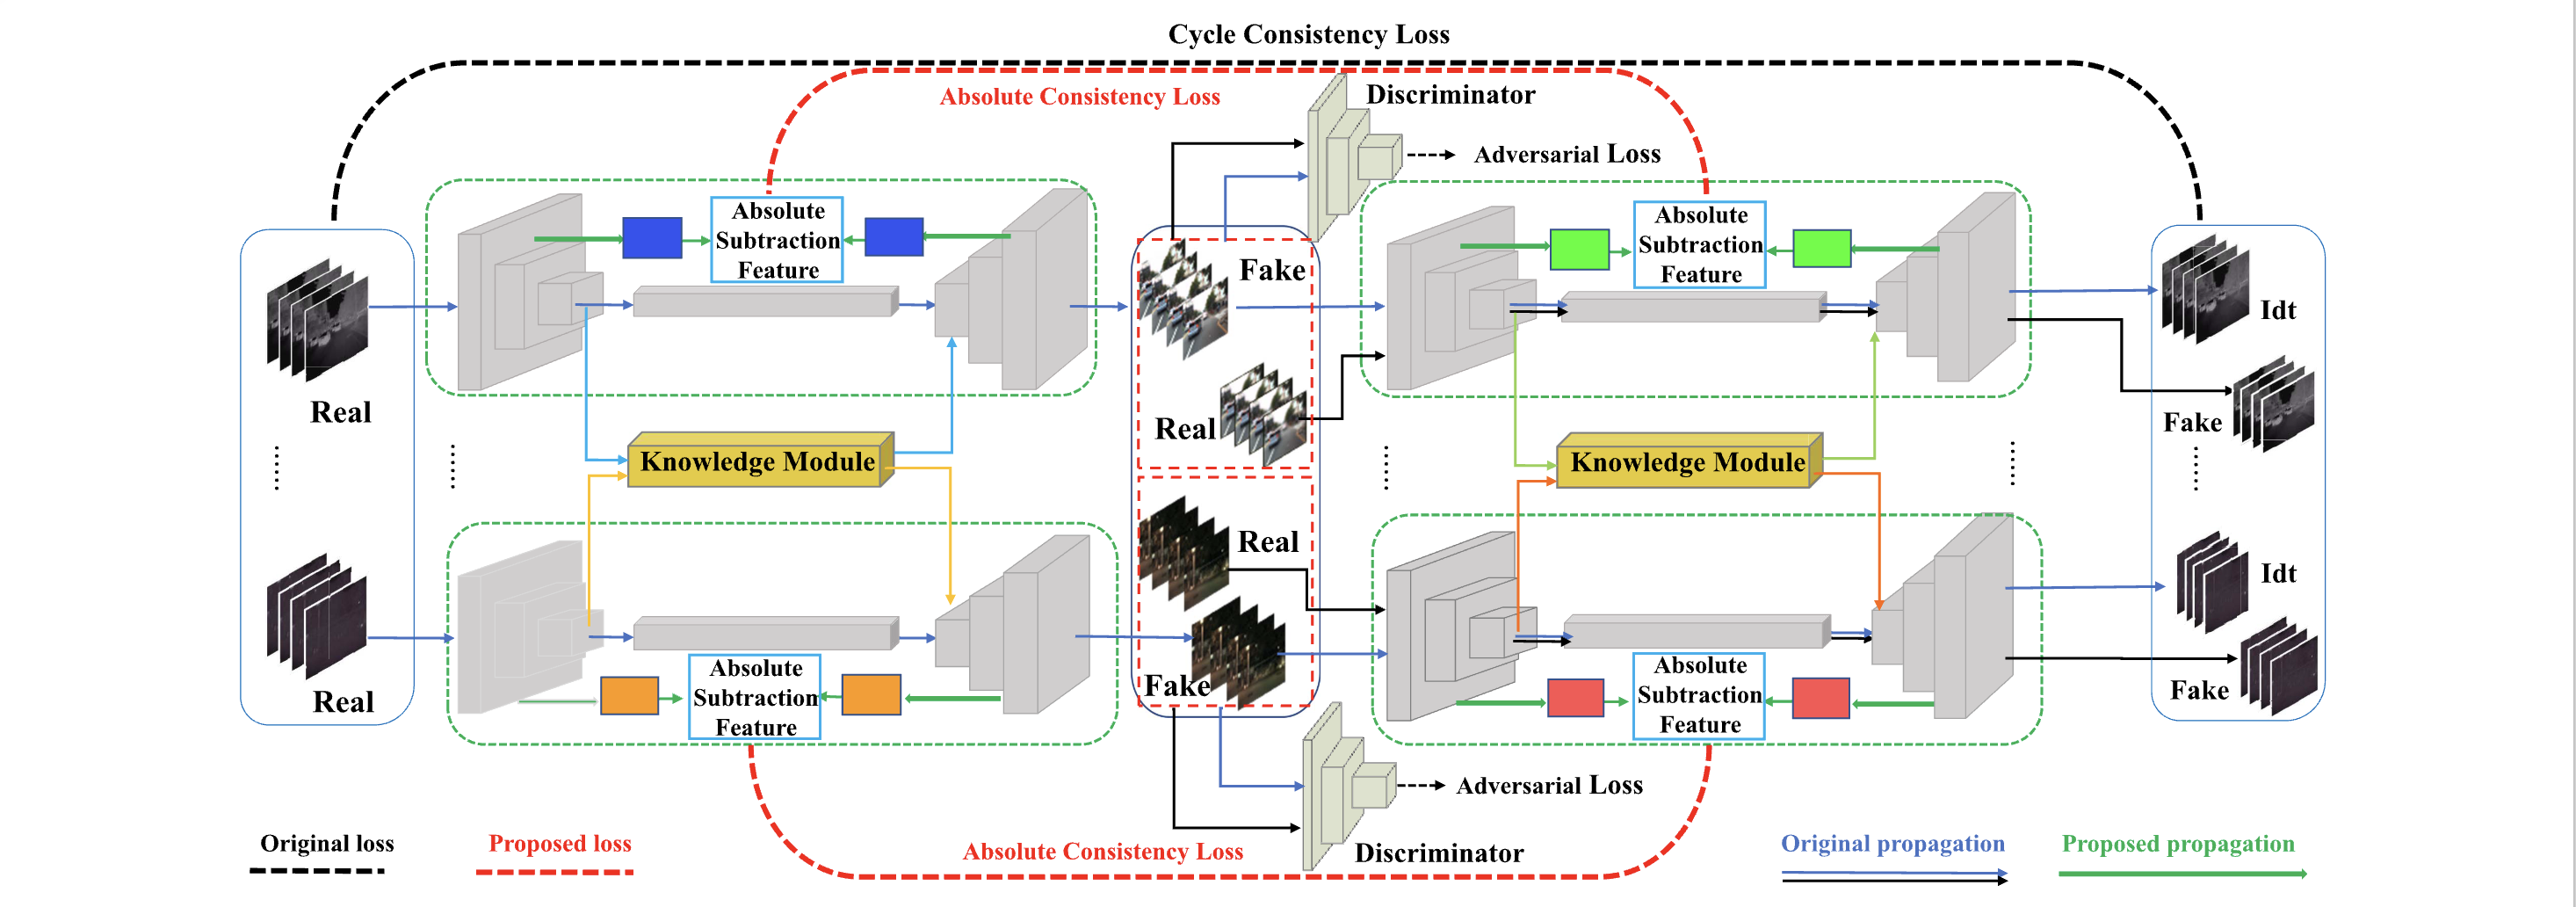 Cycle Consistency Loss
Absolute Consistency Loss
Discriminator
Adversarial Loss
Absolute
Subtraction
Feature
Absolute
Subtraction
Feature
Fake
Idt
Real
Real
Fake
Knowledge Module
Knowledge Module
Real
Idt
Real
Fake
Fake
Absolute
Subtraction
Feature
Absolute
Subtraction
Feature
Adversarial Loss
Absolute Consistency Loss
Discriminator
Original loss
Proposed loss
Original propagation
Proposed propagation